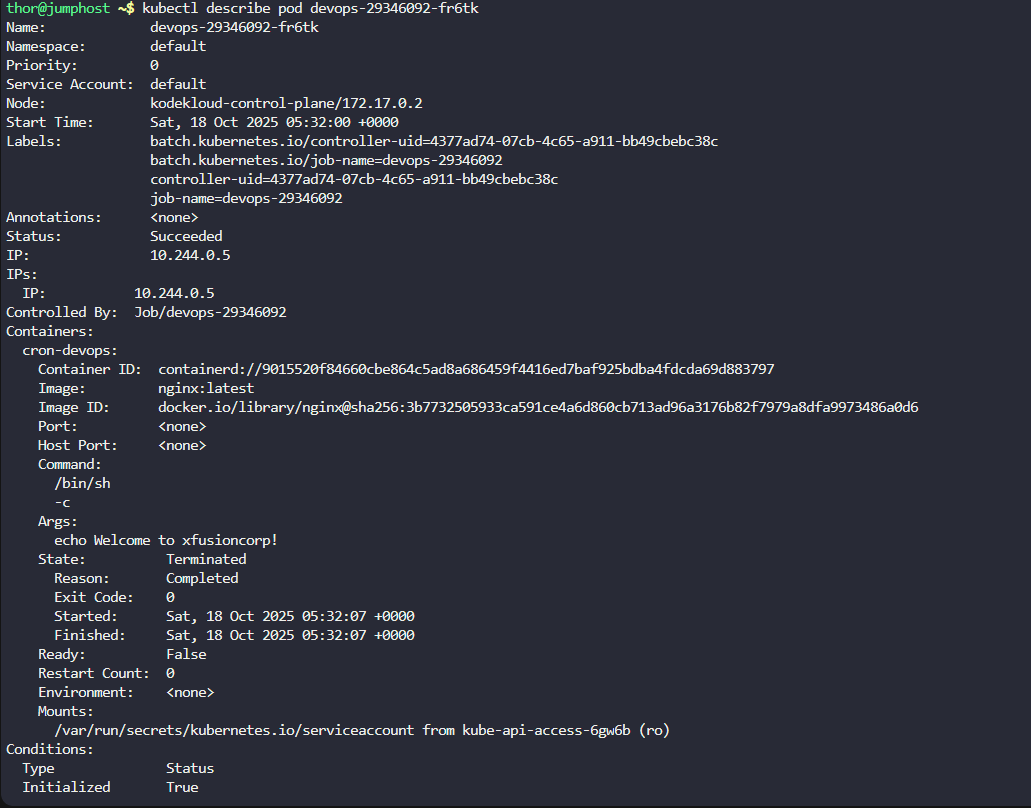 thor@jumphost ~$ kubectl describe pod devops-29346092-fr6tk
Name:             devops-29346092-fr6tk
Namespace:        default
Priority:         0
Service Account:  default
Node:             kodekloud-control-plane/172.17.0.2
Start Time:       Sat, 18 Oct 2025 05:32:00 +0000
Labels:           batch.kubernetes.io/controller-uid=4377ad74-07cb-4c65-a911-bb49cbebc38c
                  batch.kubernetes.io/job-name=devops-29346092
                  controller-uid=4377ad74-07cb-4c65-a911-bb49cbebc38c
                  job-name=devops-29346092
Annotations:      <none>
Status:           Succeeded
IP:               10.244.0.5
IPs:
  IP:           10.244.0.5
Controlled By:  Job/devops-29346092
Containers:
  cron-devops:
    Container ID:  containerd://9015520f84660cbe864c5ad8a686459f4416ed7baf925bdba4fdcda69d883797
    Image:         nginx:latest
    Image ID:      docker.io/library/nginx@sha256:3b7732505933ca591ce4a6d860cb713ad96a3176b82f7979a8dfa9973486a0d6
    Port:          <none>
    Host Port:     <none>
    Command:
      /bin/sh
      -c
    Args:
      echo Welcome to xfusioncorp!
    State:          Terminated
      Reason:       Completed
      Exit Code:    0
      Started:      Sat, 18 Oct 2025 05:32:07 +0000
      Finished:     Sat, 18 Oct 2025 05:32:07 +0000
    Ready:          False
    Restart Count:  0
    Environment:    <none>
    Mounts:
      /var/run/secrets/kubernetes.io/serviceaccount from kube-api-access-6gw6b (ro)
Conditions:
  Type              Status
  Initialized       True